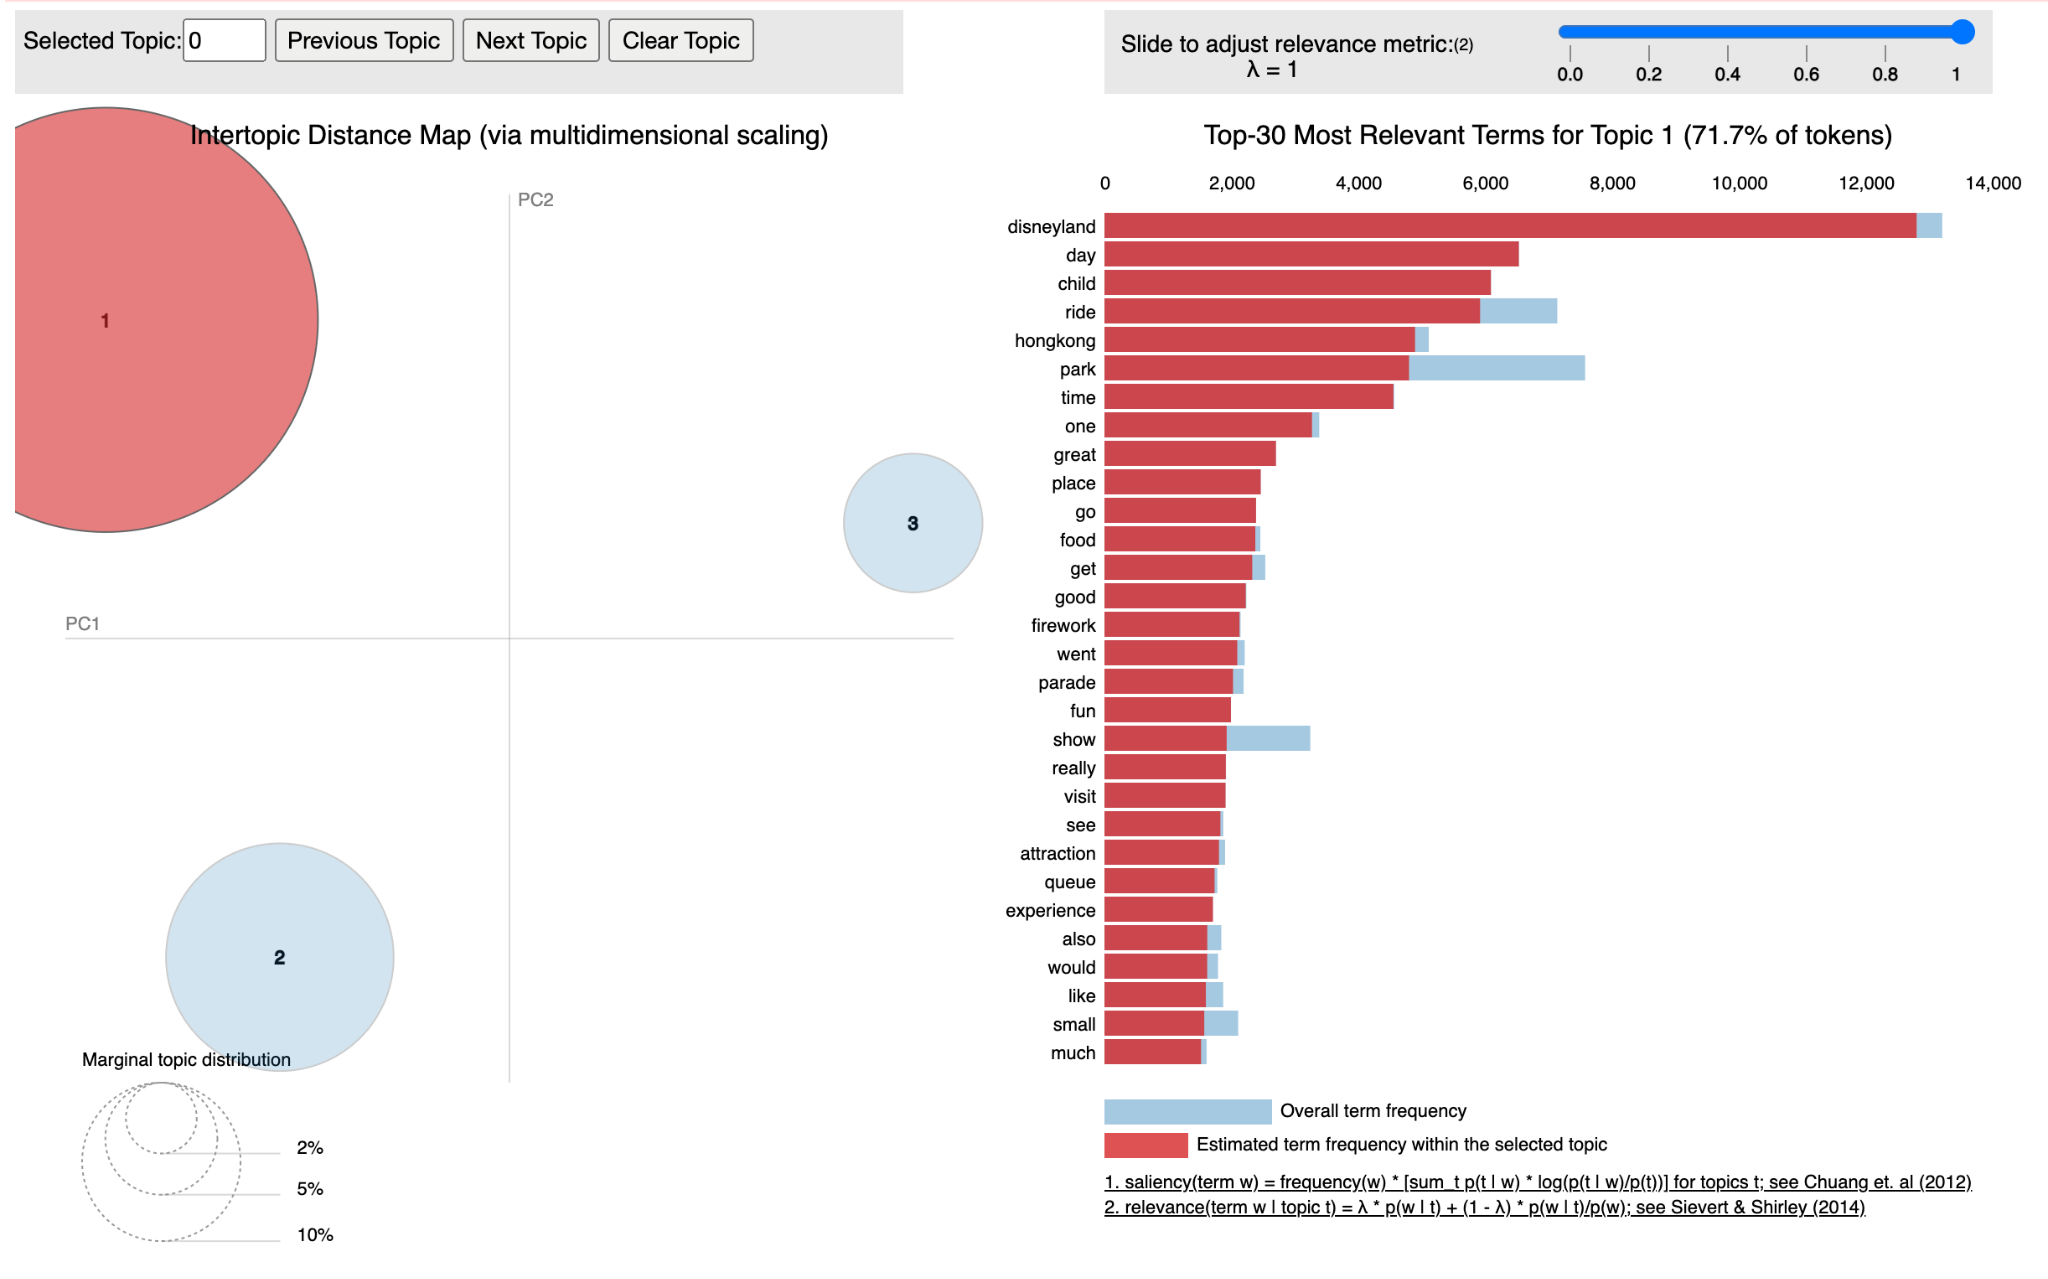 Selected Topic: 0 Previous Topic Next Topic Clear Topic
Slide to adjust relevance metric:(2)
λ = 1
0.0 0.2 0.4 0.6 0.8 1
Intertopic Distance Map (via multidimensional scaling)
PC2
PC1
1
3
2
Marginal topic distribution
2%
5%
10%
Top-30 Most Relevant Terms for Topic 1 (71.7% of tokens)
0 2,000 4,000 6,000 8,000 10,000 12,000 14,000
disneyland
day
child
ride
hongkong
park
time
one
great
place
go
food
get
good
firework
went
parade
fun
show
really
visit
see
attraction
queue
experience
also
would
like
small
much
Overall term frequency
Estimated term frequency within the selected topic
1. saliency(term w) = frequency(w) * [sum_t p(t | w) * log(p(t | w)/p(t))] for topics t; see Chuang et. al (2012)
2. relevance(term w | topic t) = λ * p(w | t) + (1 - λ) * p(w | t)/p(w); see Sievert & Shirley (2014)